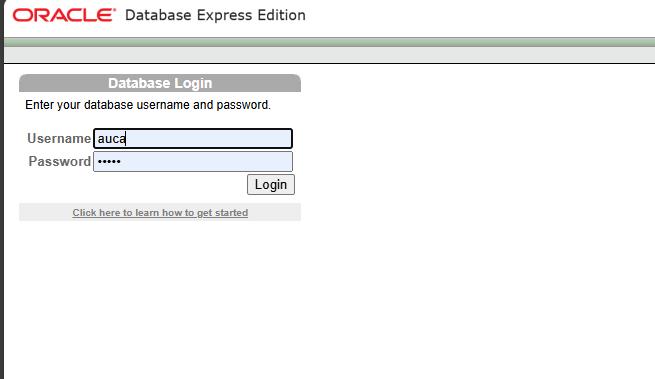 ORACLE® Database Express Edition
Database Login
Enter your database username and password.
Username auca
Password •••••
Login
Click here to learn how to get started